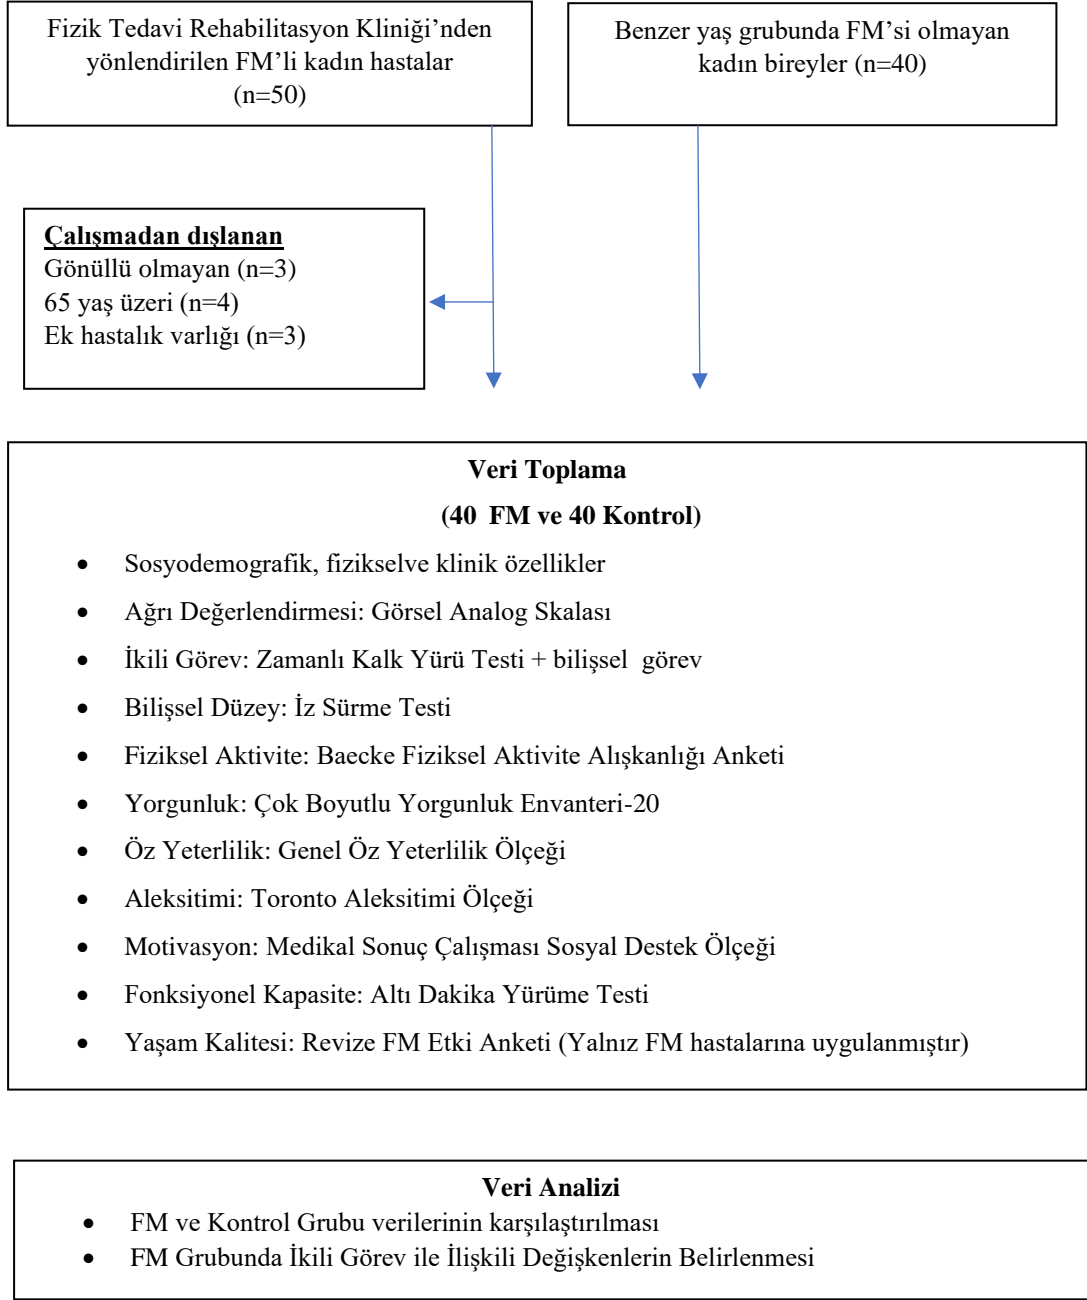 Fizik Tedavi Rehabilitasyon Kliniği’nden
yönlendirilen FM’li kadın hastalar
(n=50)
Benzer yaş grubunda FM’si olmayan
kadın bireyler (n=40)
Çalışmadan dışlanan
Gönüllü olmayan (n=3)
65 yaş üzeri (n=4)
Ek hastalık varlığı (n=3)
Veri Toplama
(40 FM ve 40 Kontrol)
• Sosyodemografik, fizikselve klinik özellikler
• Ağrı Değerlendirmesi: Görsel Analog Skalası
• İkili Görev: Zamanlı Kalk Yürü Testi + bilişsel görev
• Bilişsel Düzey: İz Sürme Testi
• Fiziksel Aktivite: Baecke Fiziksel Aktivite Alışkanlığı Anketi
• Yorgunluk: Çok Boyutlu Yorgunluk Envanteri-20
• Öz Yeterlilik: Genel Öz Yeterlilik Ölçeği
• Aleksitimi: Toronto Aleksitimi Ölçeği
• Motivasyon: Medikal Sonuç Çalışması Sosyal Destek Ölçeği
• Fonksiyonel Kapasite: Altı Dakika Yürüme Testi
• Yaşam Kalitesi: Revize FM Etki Anketi (Yalnız FM hastalarına uygulanmıştır)
Veri Analizi
• FM ve Kontrol Grubu verilerinin karşılaştırılması
• FM Grubunda İkili Görev ile İlişkili Değişkenlerin Belirlenmesi